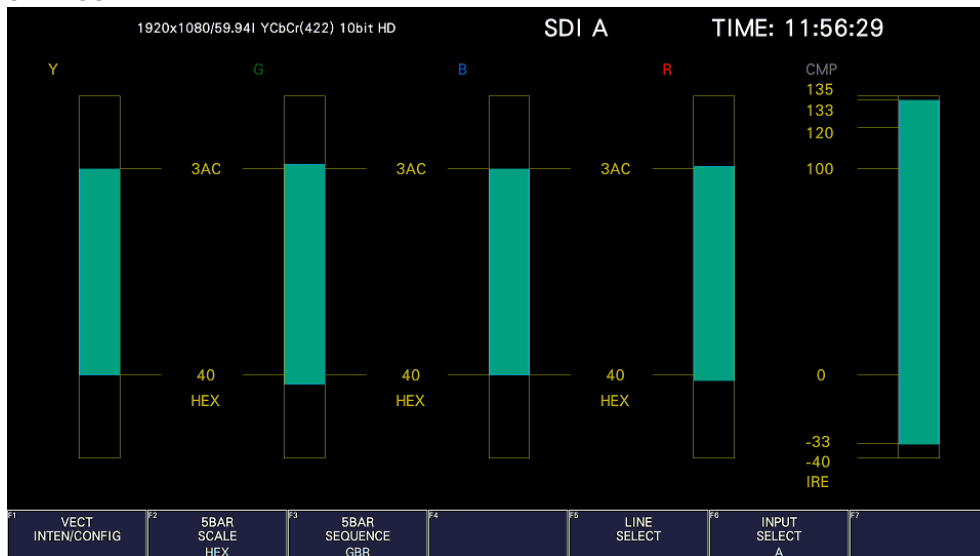 1920x1080/59.94I YCbCr(422) 10bit HD SDI A TIME: 11:56:29
Y G B R CMP
135
133
120
3AC 3AC 3AC 100
40 40 40 0
HEX HEX HEX
-33
-40
IRE
F1 VECT INTEN/CONFIG
F2 5BAR SCALE HEX
F3 5BAR SEQUENCE GBR
F4
F5 LINE SELECT
F6 INPUT SELECT A
F7